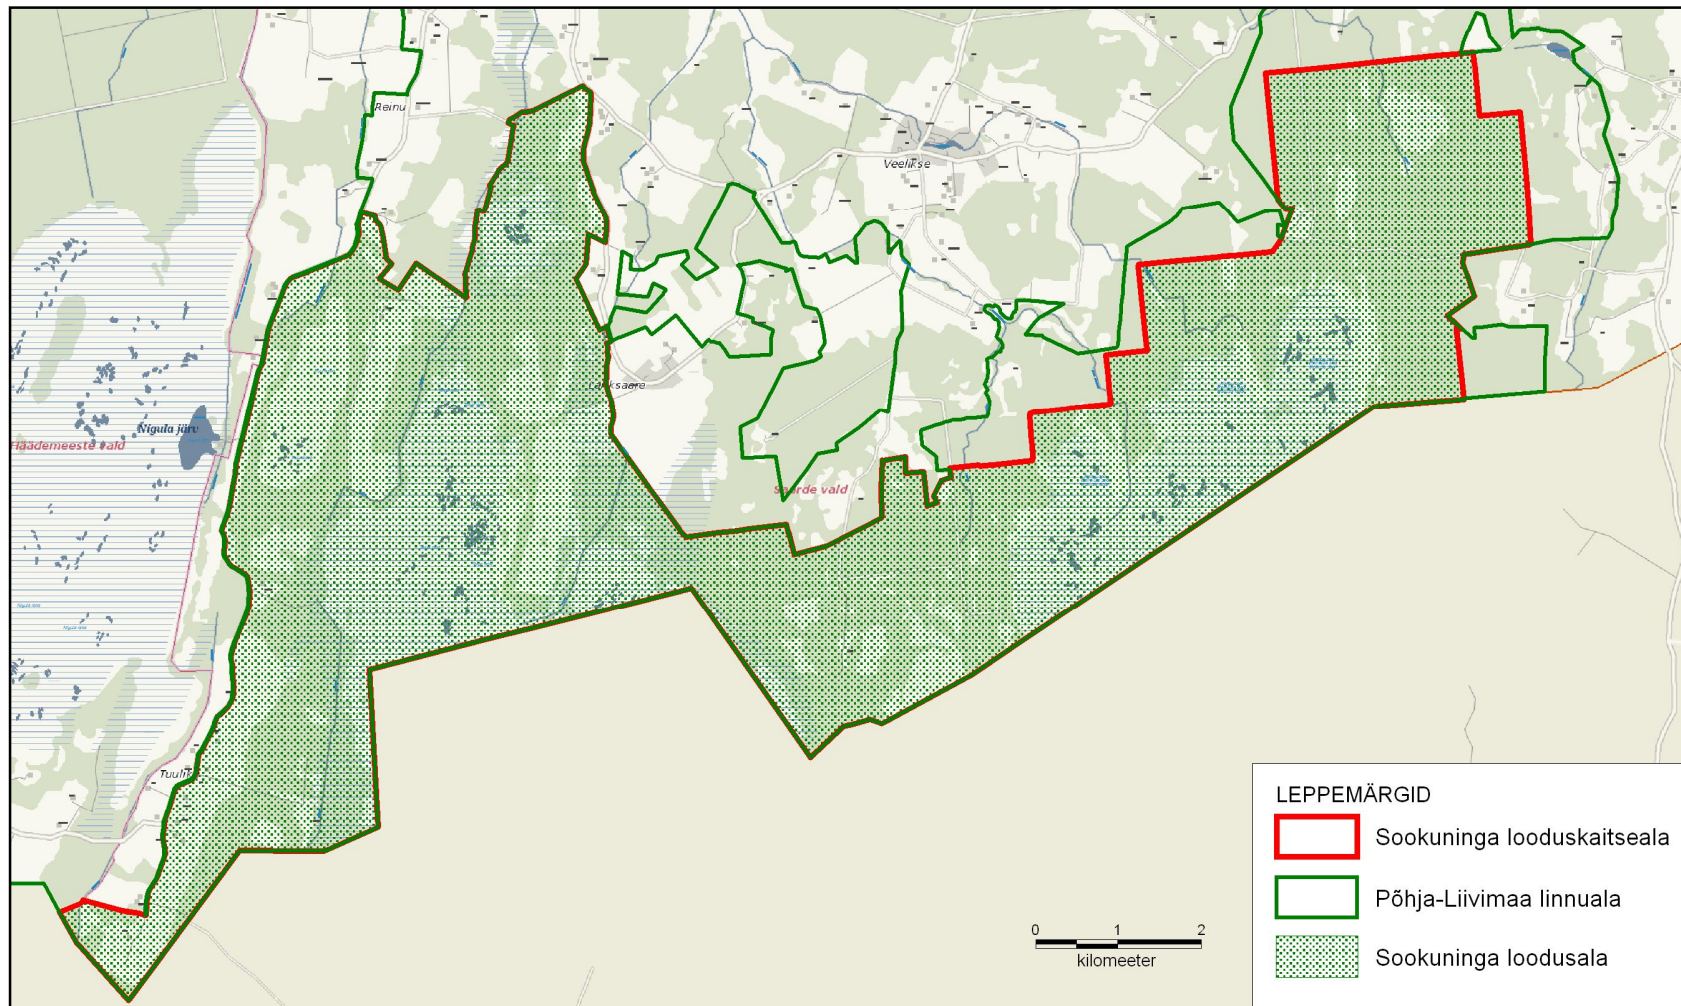 Reinu
Veelikse
Nigula järv
Häädemeeste vald
Saarde vald
Tuulik
LEPPEMÄRGID
Sookuninga looduskaitseala
Põhja-Liivimaa linnuala
Sookuninga loodusala
0 1 2
kilomeeter